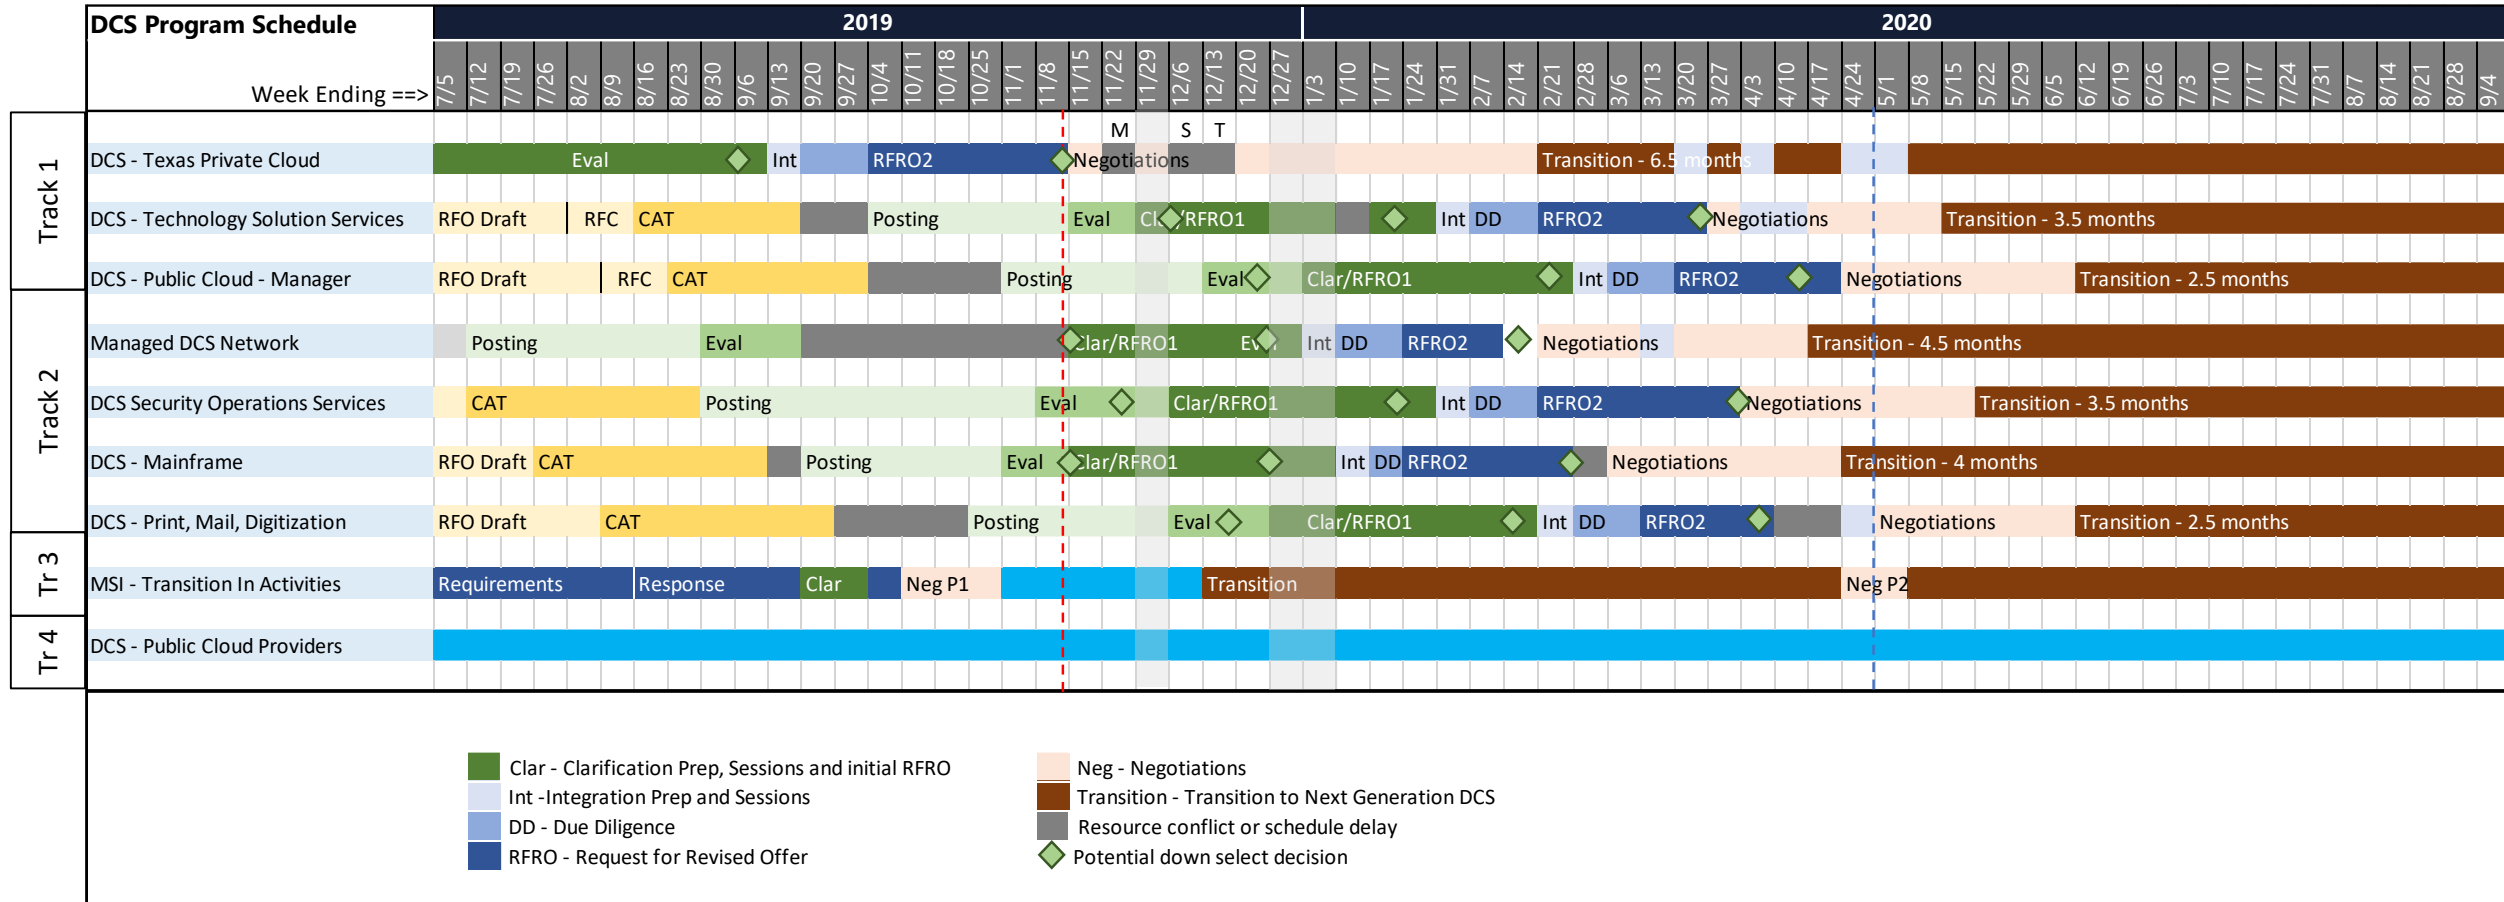 DCS Program Schedule
2019
2020
Week Ending ==>
7/5 7/12 7/19 7/26 8/2 8/9 8/16 8/23 8/30 9/6 9/13 9/20 9/27 10/4 10/11 10/18 10/25 11/1 11/8 11/15 11/22 11/29 12/6 12/13 12/20 12/27 1/3 1/10 1/17 1/24 1/31 2/7 2/14 2/21 2/28 3/6 3/13 3/20 3/27 4/3 4/10 4/17 4/24 5/1 5/8 5/15 5/22 5/29 6/5 6/12 6/19 6/26 7/3 7/10 7/17 7/24 7/31 8/7 8/14 8/21 8/28 9/4
M S T
Track 1
DCS - Texas Private Cloud Eval Int RFRO2 Negotiations Transition - 6.5 months
DCS - Technology Solution Services RFO Draft RFC CAT Posting Eval Clar/RFRO1 Int DD RFRO2 Negotiations Transition - 3.5 months
DCS - Public Cloud - Manager RFO Draft RFC CAT Posting Eval Clar/RFRO1 Int DD RFRO2 Negotiations Transition - 2.5 months
Track 2
Managed DCS Network Posting Eval Clar/RFRO1 Eval Int DD RFRO2 Negotiations Transition - 4.5 months
DCS Security Operations Services CAT Posting Eval Clar/RFRO1 Int DD RFRO2 Negotiations Transition - 3.5 months
DCS - Mainframe RFO Draft CAT Posting Eval Clar/RFRO1 Int DD RFRO2 Negotiations Transition - 4 months
DCS - Print, Mail, Digitization RFO Draft CAT Posting Eval Clar/RFRO1 Int DD RFRO2 Negotiations Transition - 2.5 months
Tr 3
MSI - Transition In Activities Requirements Response Clar Neg P1 Transition Neg P2
Tr 4
DCS - Public Cloud Providers
Clar - Clarification Prep, Sessions and initial RFRO
Int -Integration Prep and Sessions
DD - Due Diligence
RFRO - Request for Revised Offer
Neg - Negotiations
Transition - Transition to Next Generation DCS
Resource conflict or schedule delay
Potential down select decision